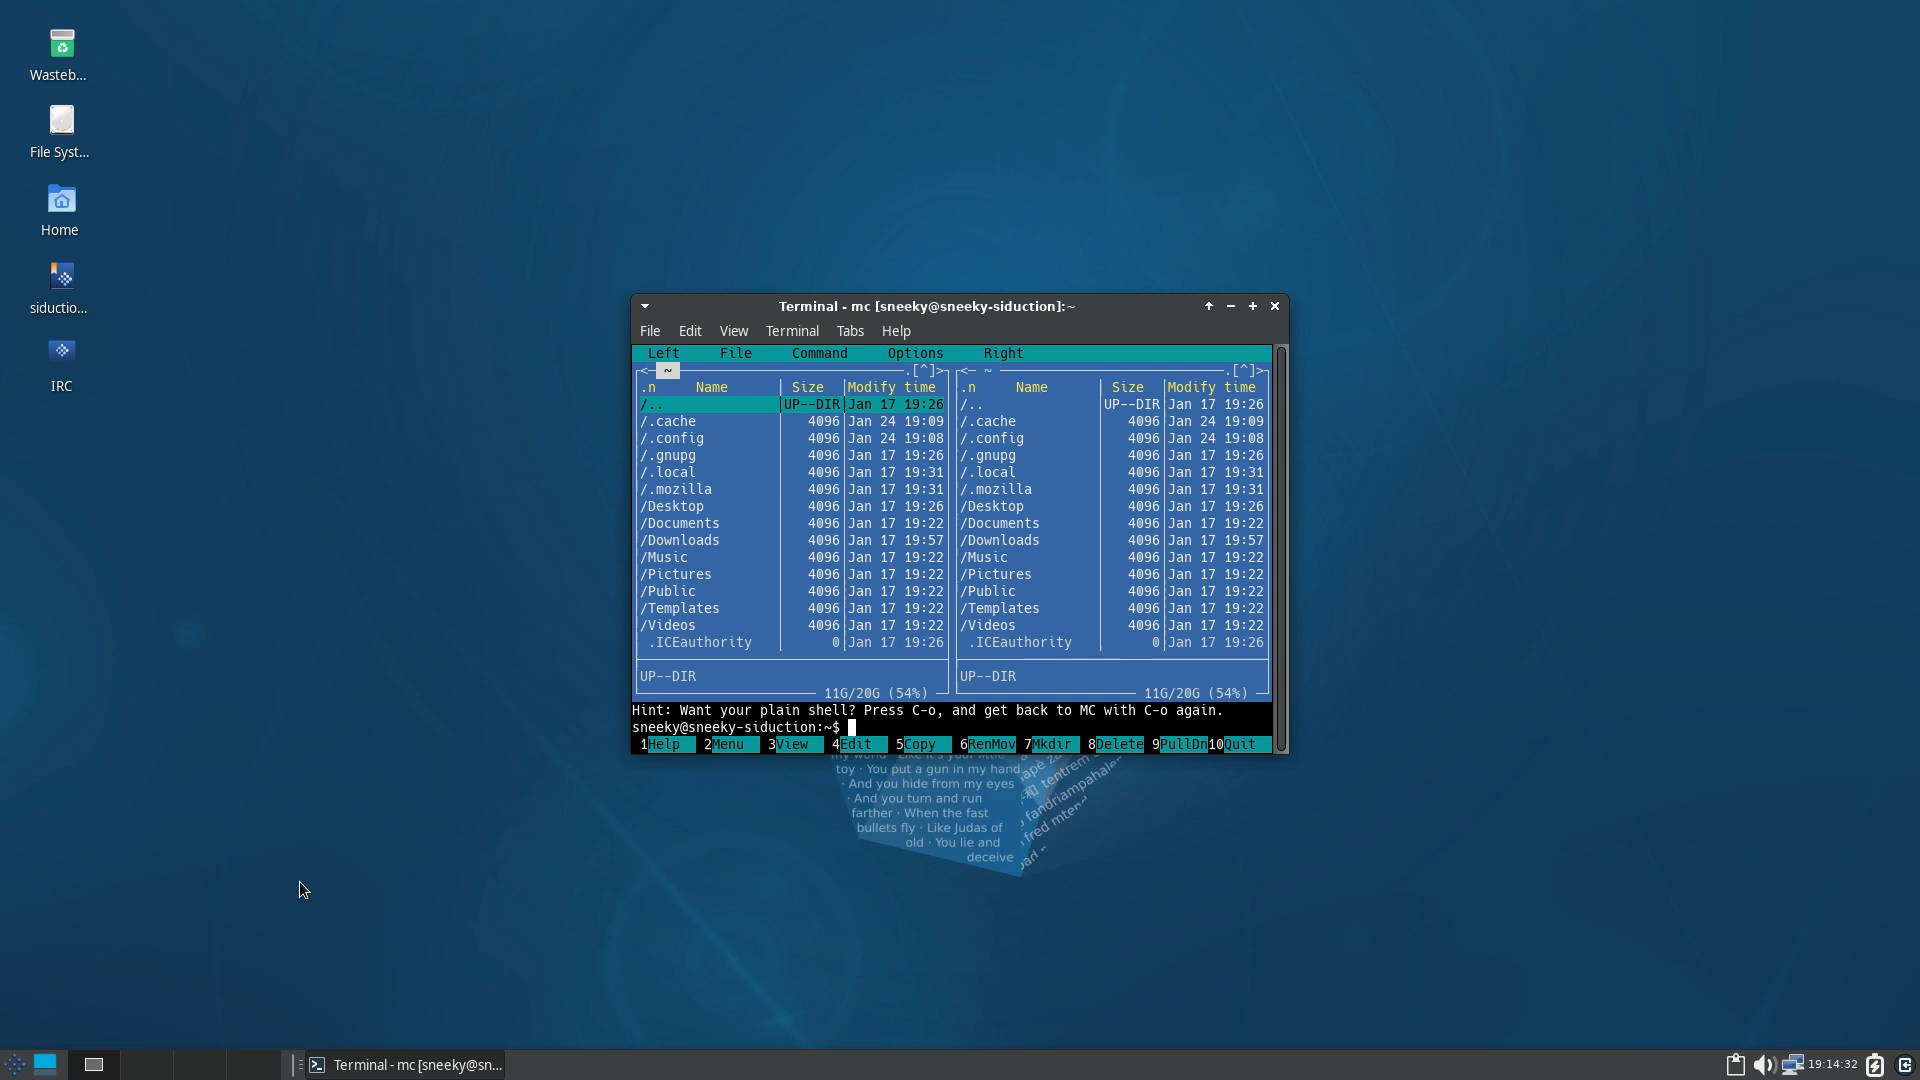 Wasteb...
File Syst...
Home
siductio...
IRC
Terminal - mc [sneeky@sneeky-siduction]:~
File Edit View Terminal Tabs Help
Left File Command Options Right
<─ ~ .[^]> <─ ~ .[^]>
.n Name Size Modify time .n Name Size Modify time
/.. UP--DIR Jan 17 19:26 /.. UP--DIR Jan 17 19:26
/.cache 4096 Jan 24 19:09 /.cache 4096 Jan 24 19:09
/.config 4096 Jan 24 19:08 /.config 4096 Jan 24 19:08
/.gnupg 4096 Jan 17 19:26 /.gnupg 4096 Jan 17 19:26
/.local 4096 Jan 17 19:31 /.local 4096 Jan 17 19:31
/.mozilla 4096 Jan 17 19:31 /.mozilla 4096 Jan 17 19:31
/Desktop 4096 Jan 17 19:26 /Desktop 4096 Jan 17 19:26
/Documents 4096 Jan 17 19:22 /Documents 4096 Jan 17 19:22
/Downloads 4096 Jan 17 19:57 /Downloads 4096 Jan 17 19:57
/Music 4096 Jan 17 19:22 /Music 4096 Jan 17 19:22
/Pictures 4096 Jan 17 19:22 /Pictures 4096 Jan 17 19:22
/Public 4096 Jan 17 19:22 /Public 4096 Jan 17 19:22
/Templates 4096 Jan 17 19:22 /Templates 4096 Jan 17 19:22
/Videos 4096 Jan 17 19:22 /Videos 4096 Jan 17 19:22
.ICEauthority 0 Jan 17 19:26 .ICEauthority 0 Jan 17 19:26
UP--DIR UP--DIR
11G/20G (54%) 11G/20G (54%)
Hint: Want your plain shell? Press C-o, and get back to MC with C-o again.
sneeky@sneeky-siduction:~$
1Help 2Menu 3View 4Edit 5Copy 6RenMov 7Mkdir 8Delete 9PullDn 10Quit
my world · Like it's your little
toy · You put a gun in my hand
· And you hide from my eyes
· And you turn and run
farther · When the fast
bullets fly · Like Judas of
old · You lie and
deceive
tentrem
fandriampahale
fred
Terminal - mc [sneeky@sn...
19:14:32